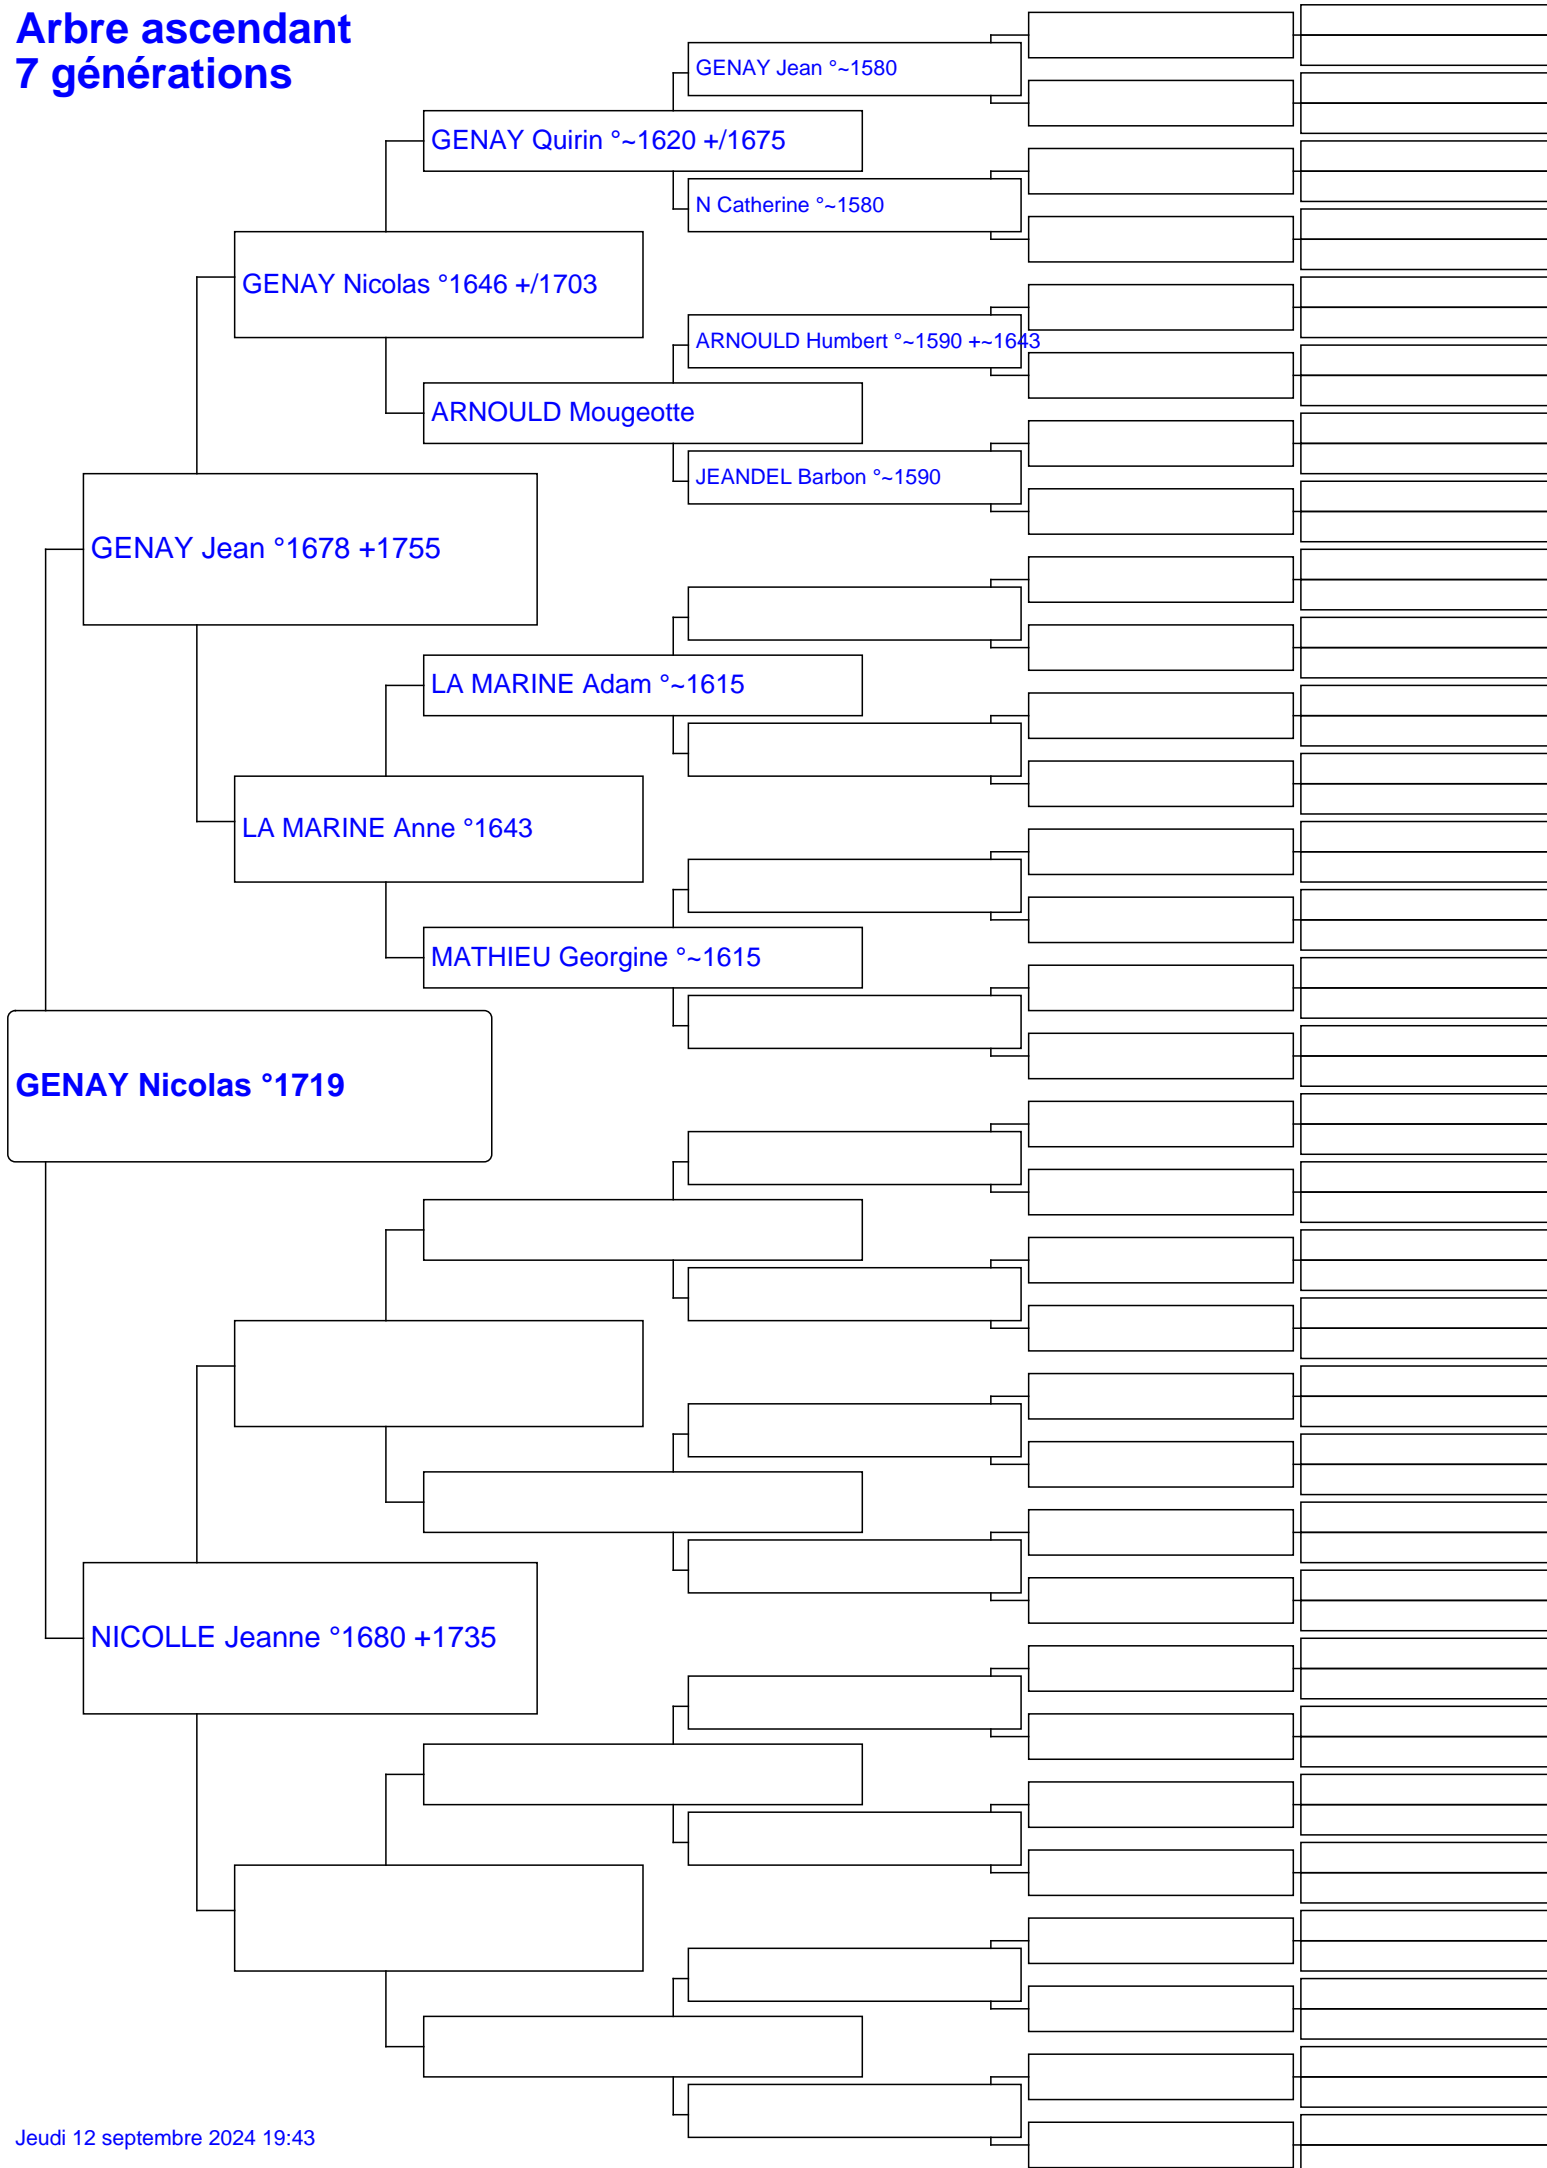 Arbre ascendant
7 générations
GENAY Jean °~1580
GENAY Quirin °~1620 +/1675
N Catherine °~1580
GENAY Nicolas °1646 +/1703
ARNOULD Humbert °~1590 +~1643
ARNOULD Mougeotte
JEANDEL Barbon °~1590
GENAY Jean °1678 +1755
LA MARINE Adam °~1615
LA MARINE Anne °1643
MATHIEU Georgine °~1615
GENAY Nicolas °1719
NICOLLE Jeanne °1680 +1735
Jeudi 12 septembre 2024 19:43